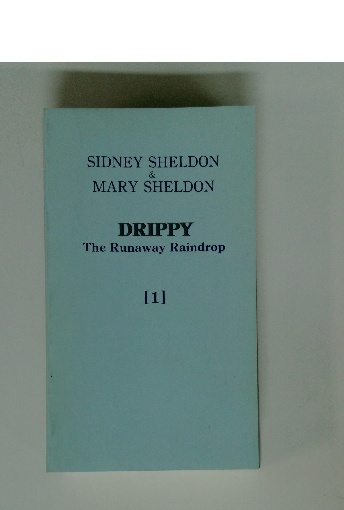 SIDNEY SHELDON
&
MARY SHELDON
DRIPPY
The Runaway Raindrop
[1]